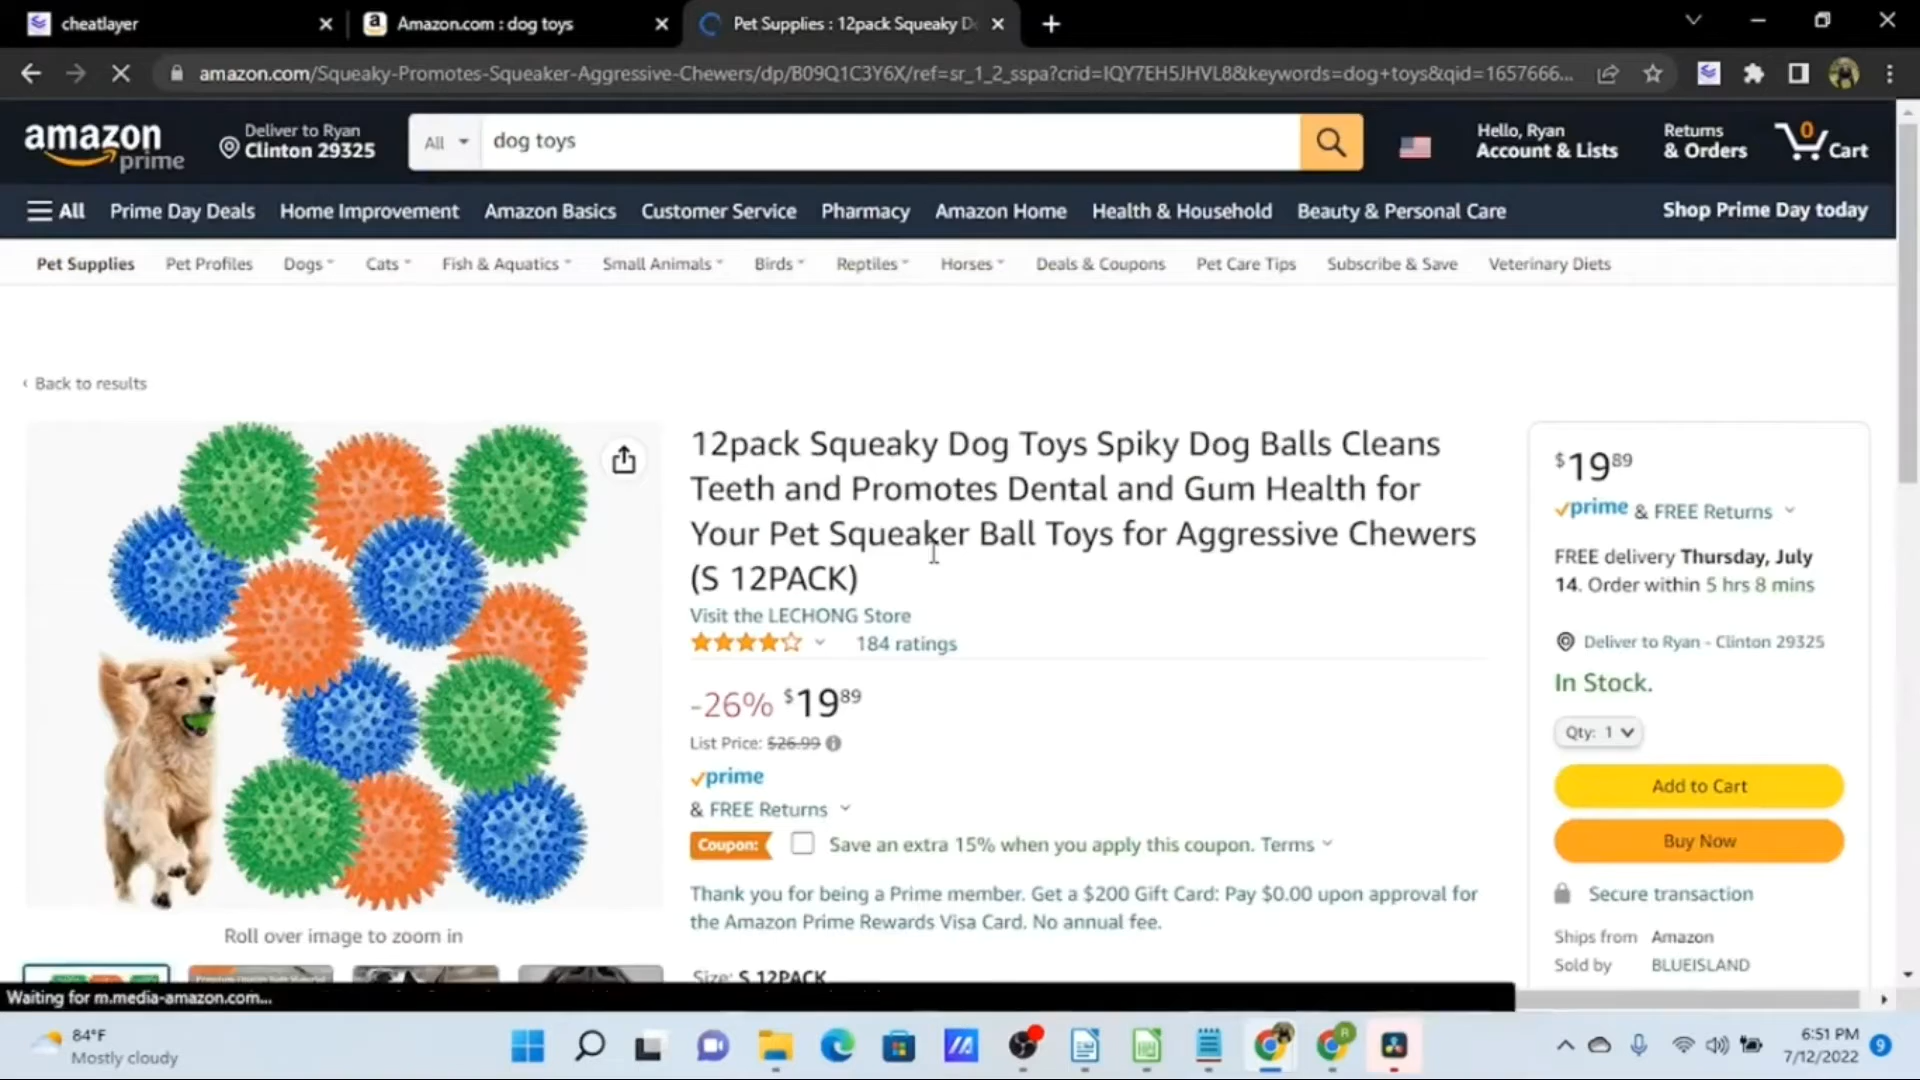 cheatlayer
Amazon.com : dog toys
Pet Supplies : 12pack Squeaky D
amazon.com/Squeaky-Promotes-Squeaker-Aggressive-Chewers/dp/B09Q1C3Y6X/ref=sr_1_2_sspa?crid=IQY7EH5JHVL8&keywords=dog+toys&qid=1657666...
amazon prime
Deliver to Ryan
Clinton 29325
All
dog toys
Hello, Ryan
Account & Lists
Returns
& Orders
0
Cart
All Prime Day Deals Home Improvement Amazon Basics Customer Service Pharmacy Amazon Home Health & Household Beauty & Personal Care Shop Prime Day today
Pet Supplies Pet Profiles Dogs Cats Fish & Aquatics Small Animals Birds Reptiles Horses Deals & Coupons Pet Care Tips Subscribe & Save Veterinary Diets
‹ Back to results
12pack Squeaky Dog Toys Spiky Dog Balls Cleans
Teeth and Promotes Dental and Gum Health for
Your Pet Squeaker Ball Toys for Aggressive Chewers
(S 12PACK)
Visit the LECHONG Store
184 ratings
-26% $19 89
List Price: $26.99
prime
& FREE Returns
Coupon: Save an extra 15% when you apply this coupon. Terms
Thank you for being a Prime member. Get a $200 Gift Card: Pay $0.00 upon approval for
the Amazon Prime Rewards Visa Card. No annual fee.
Size: S 12PACK
Roll over image to zoom in
$19 89
prime & FREE Returns
FREE delivery Thursday, July
14. Order within 5 hrs 8 mins
Deliver to Ryan - Clinton 29325
In Stock.
Qty: 1
Add to Cart
Buy Now
Secure transaction
Ships from Amazon
Sold by BLUEISLAND
Waiting for m.media-amazon.com...
84°F
Mostly cloudy
R
6:51 PM
7/12/2022
9